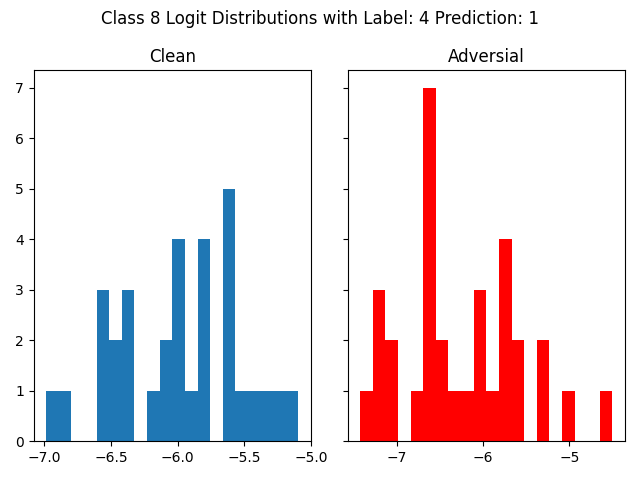 Class 8 Logit Distributions with Label: 4 Prediction: 1
Clean
Adversial
7
6
5
4
3
2
1
0
−7.0 −6.5 −6.0 −5.5 −5.0
−7 −6 −5